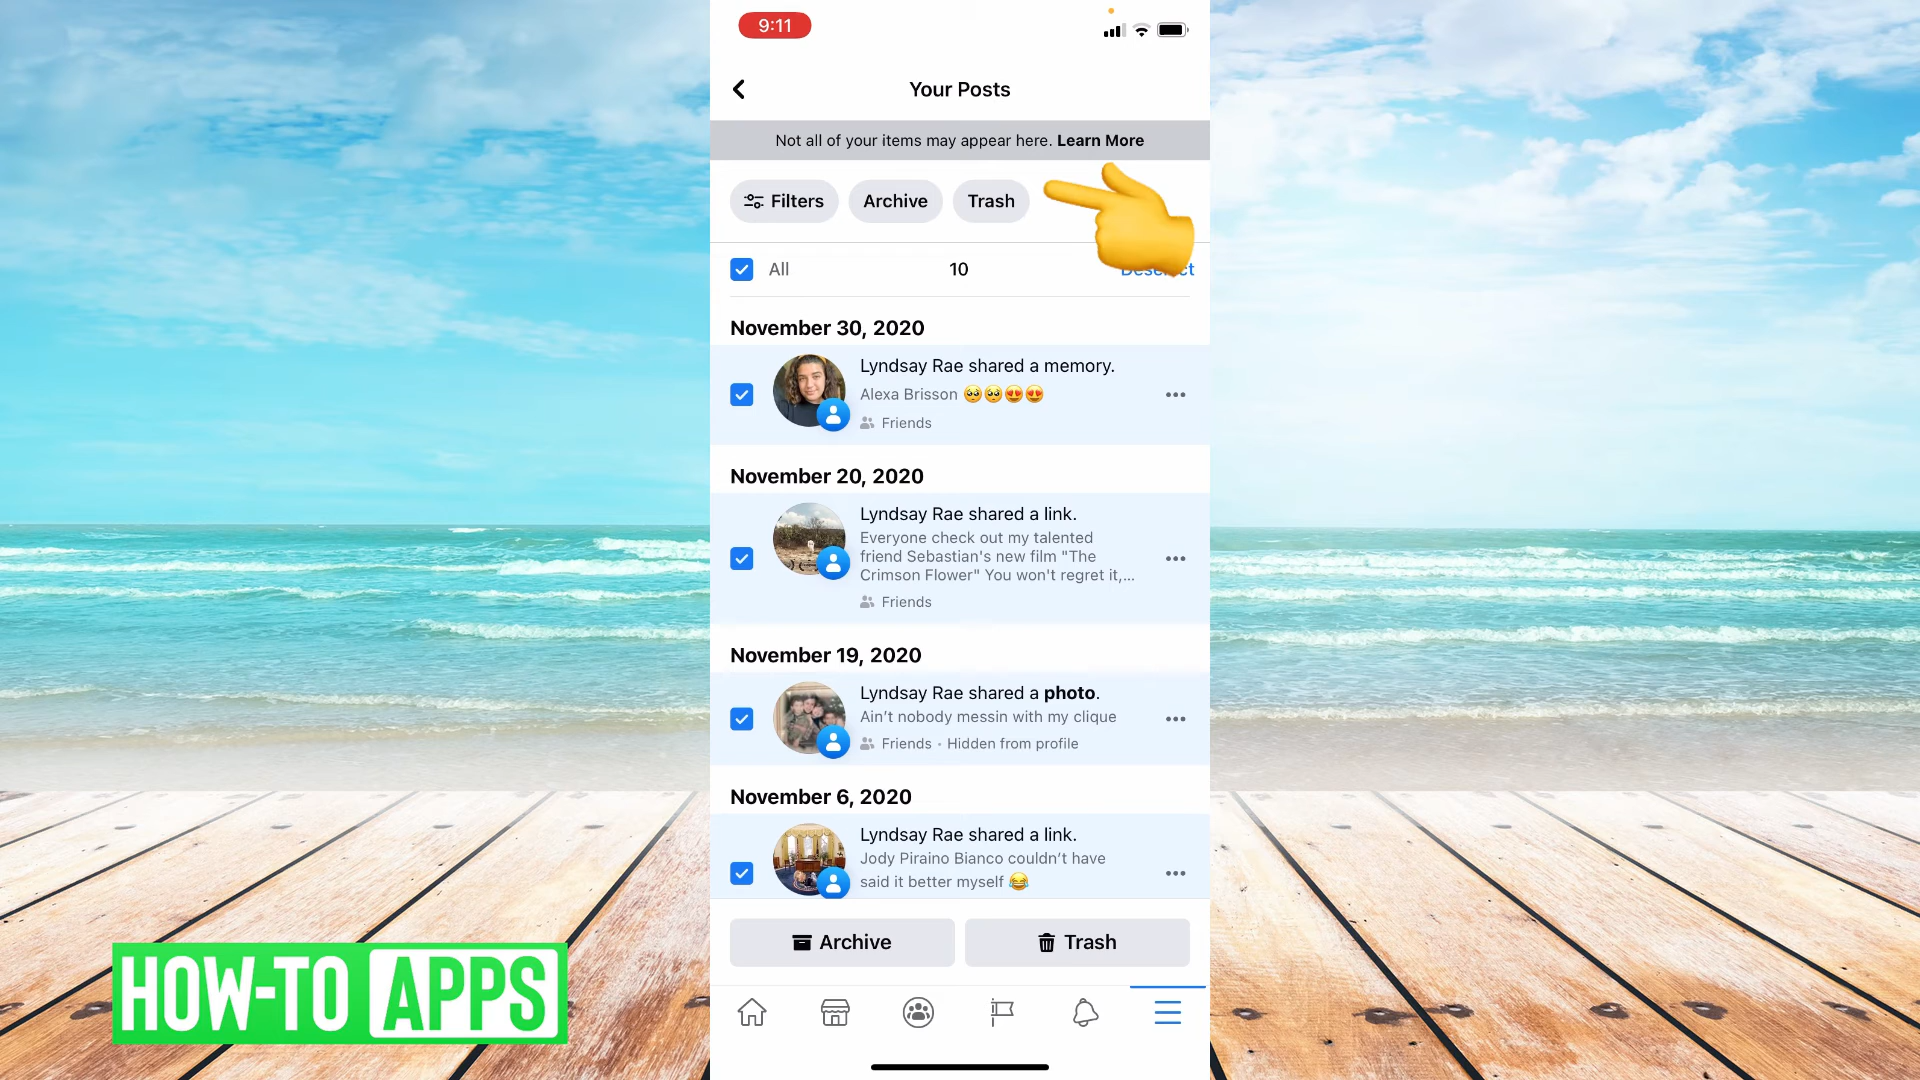 9:11
Your Posts
Not all of your items may appear here. Learn More
Filters
Archive
Trash
All
10
Deselect
November 30, 2020
Lyndsay Rae shared a memory.
Alexa Brisson 🥺🥺😍😍
Friends
November 20, 2020
Lyndsay Rae shared a link.
Everyone check out my talented
friend Sebastian's new film "The
Crimson Flower" You won't regret it,...
Friends
November 19, 2020
Lyndsay Rae shared a photo.
Ain't nobody messin with my clique
Friends • Hidden from profile
November 6, 2020
Lyndsay Rae shared a link.
Jody Piraino Bianco couldn't have
said it better myself 😂
Archive
Trash
HOW-TO APPS